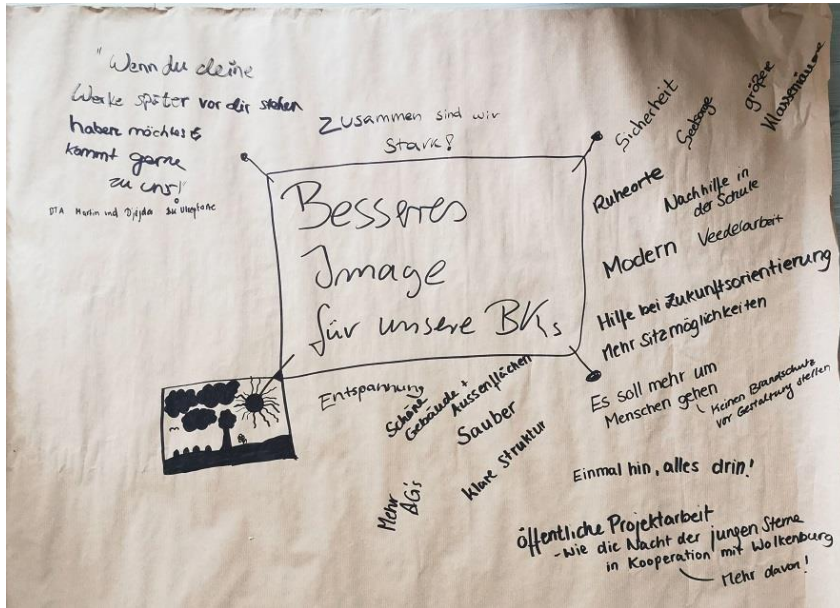 "Wenn du deine
Werke später vor dir stehen
haben möchtest
kommt gerne
zu uns!"
DTA Martin und
Zusammen sind wir
stark!
Besseres
Image
für unsere BKs
Sicherheit
Seelsorge
größere
Klassenräume
Ruheorte
Nachhilfe in
der Schule
Modern
Veedelarbeit
Hilfe bei Zukunftsorientierung
Mehr Sitzmöglichkeiten
Es soll mehr um
Menschen gehen
Keinen Brandschutz
vor Gestaltung stellen
Entspannung
Schöne
Gebäude +
Aussenflächen
Sauber
klare Struktur
Mehr
AG's
Einmal hin, alles drin!
öffentliche Projektarbeit
- wie die Nacht der jungen Sterne
in Kooperation mit Wolkenburg
Mehr davon!